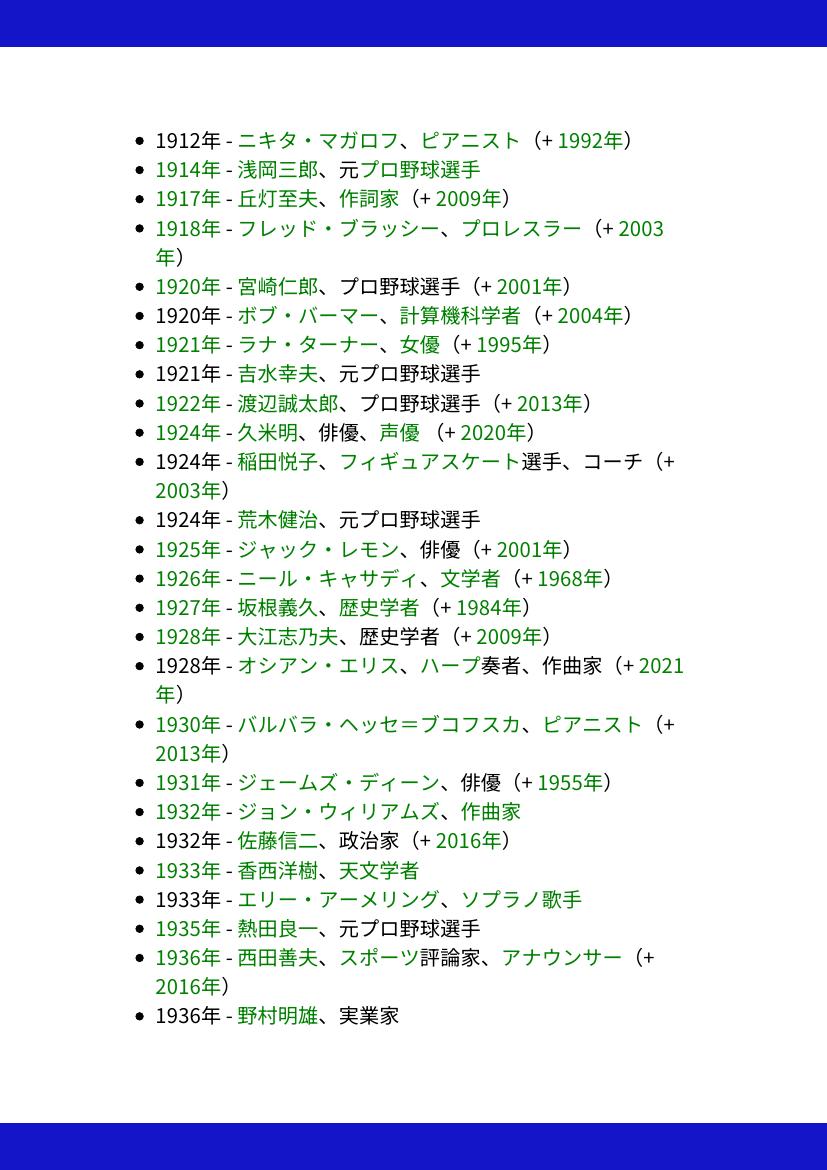 • 1912年 - ニキタ・マガロフ、ピアニスト（+ 1992年）
• 1914年 - 浅岡三郎、元プロ野球選手
• 1917年 - 丘灯至夫、作詞家（+ 2009年）
• 1918年 - フレッド・ブラッシー、プロレスラー（+ 2003
年）
• 1920年 - 宮崎仁郎、プロ野球選手（+ 2001年）
• 1920年 - ボブ・バーマー、計算機科学者（+ 2004年）
• 1921年 - ラナ・ターナー、女優（+ 1995年）
• 1921年 - 吉水幸夫、元プロ野球選手
• 1922年 - 渡辺誠太郎、プロ野球選手（+ 2013年）
• 1924年 - 久米明、俳優、声優 （+ 2020年）
• 1924年 - 稲田悦子、フィギュアスケート選手、コーチ（+
2003年）
• 1924年 - 荒木健治、元プロ野球選手
• 1925年 - ジャック・レモン、俳優（+ 2001年）
• 1926年 - ニール・キャサディ、文学者（+ 1968年）
• 1927年 - 坂根義久、歴史学者（+ 1984年）
• 1928年 - 大江志乃夫、歴史学者（+ 2009年）
• 1928年 - オシアン・エリス、ハープ奏者、作曲家（+ 2021
年）
• 1930年 - バルバラ・ヘッセ＝ブコフスカ、ピアニスト（+
2013年）
• 1931年 - ジェームズ・ディーン、俳優（+ 1955年）
• 1932年 - ジョン・ウィリアムズ、作曲家
• 1932年 - 佐藤信二、政治家（+ 2016年）
• 1933年 - 香西洋樹、天文学者
• 1933年 - エリー・アーメリング、ソプラノ歌手
• 1935年 - 熱田良一、元プロ野球選手
• 1936年 - 西田善夫、スポーツ評論家、アナウンサー（+
2016年）
• 1936年 - 野村明雄、実業家